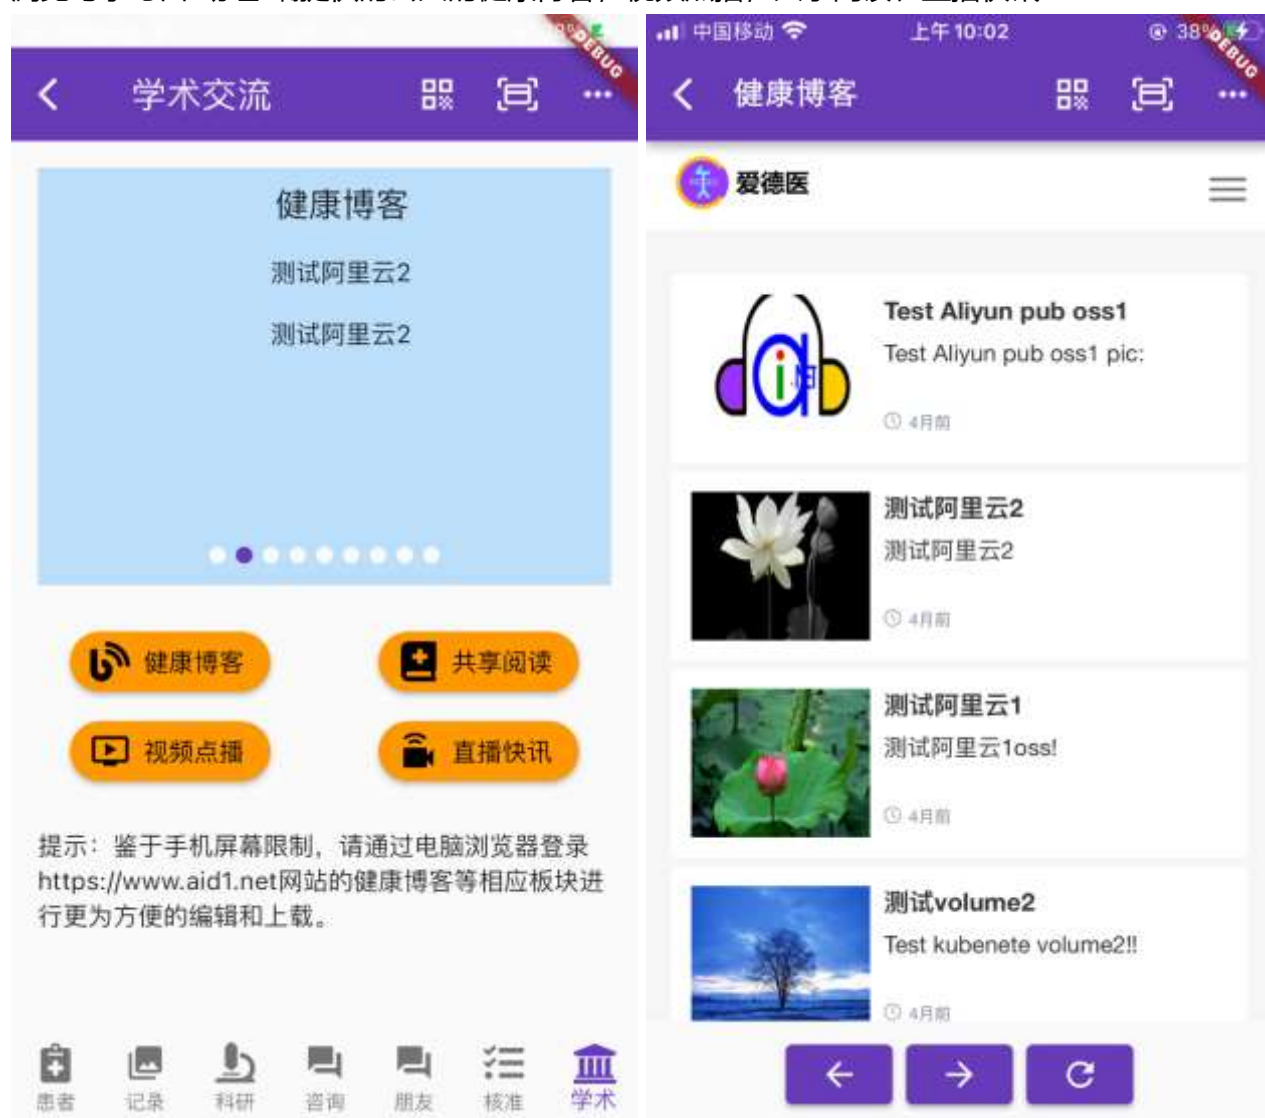 学术交流
DEBUG
健康博客
测试阿里云2
测试阿里云2
健康博客
共享阅读
视频点播
直播快讯
提示：鉴于手机屏幕限制，请通过电脑浏览器登录
https://www.aid1.net网站的健康博客等相应板块进
行更为方便的编辑和上载。
患者
记录
科研
咨询
朋友
核准
学术
中国移动
上午10:02
38%
DEBUG
健康博客
爱德医
Test Aliyun pub oss1
Test Aliyun pub oss1 pic:
4月前
测试阿里云2
测试阿里云2
4月前
测试阿里云1
测试阿里云1oss!
4月前
测试volume2
Test kubenete volume2!!
4月前